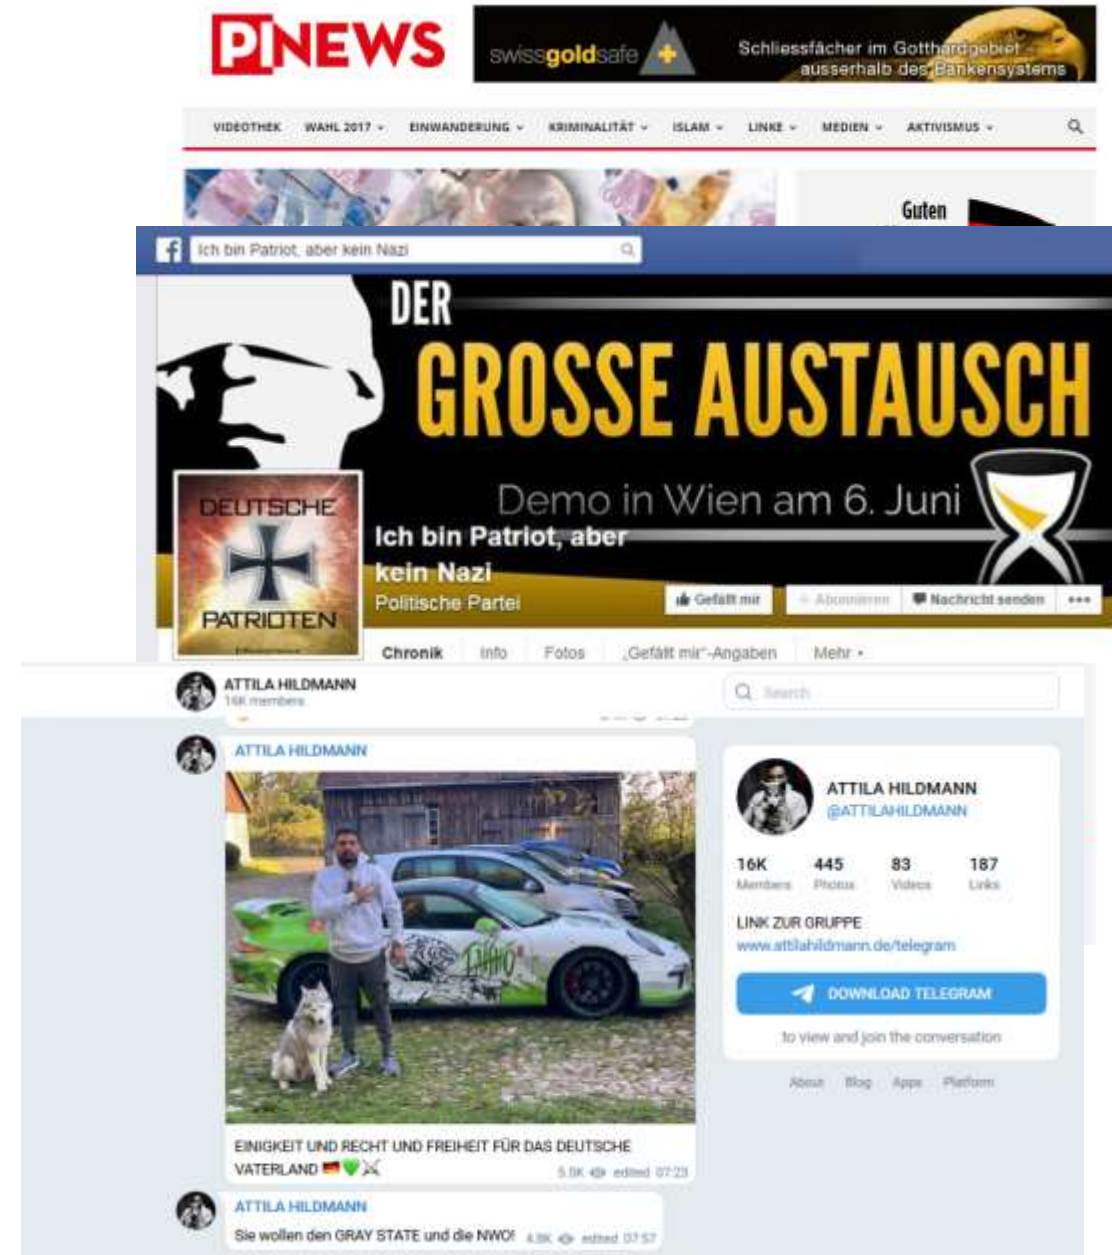 PI NEWS
swissgoldsafe
Schliessfächer im Gotthardgebiet
ausserhalb des Bankensystems
VIDEOTHEK WAHL 2017 EINWANDERUNG KRIMINALITÄT ISLAM LINKE MEDIEN AKTIVISMUS
Guten
Ich bin Patriot, aber kein Nazi
DER
GROSSE AUSTAUSCH
Demo in Wien am 6. Juni
DEUTSCHE
PATRIOTEN
Ich bin Patriot, aber
kein Nazi
Politische Partei
Gefällt mir Abonnieren Nachricht senden
Chronik Info Fotos „Gefällt mir“-Angaben Mehr
ATTILA HILDMANN
16K members
Search
ATTILA HILDMANN
EINIGKEIT UND RECHT UND FREIHEIT FÜR DAS DEUTSCHE
VATERLAND 🇩🇪💚⚔
edited 07:23
ATTILA HILDMANN
Sie wollen den GRAY STATE und die NWO! 4.8K edited 07:57
ATTILA HILDMANN
@ATTILAHILDMANN
16K 445 83 187
Members Photos Videos Links
LINK ZUR GRUPPE
www.attilahildmann.de/telegram
DOWNLOAD TELEGRAM
to view and join the conversation
About Blog Apps Platform